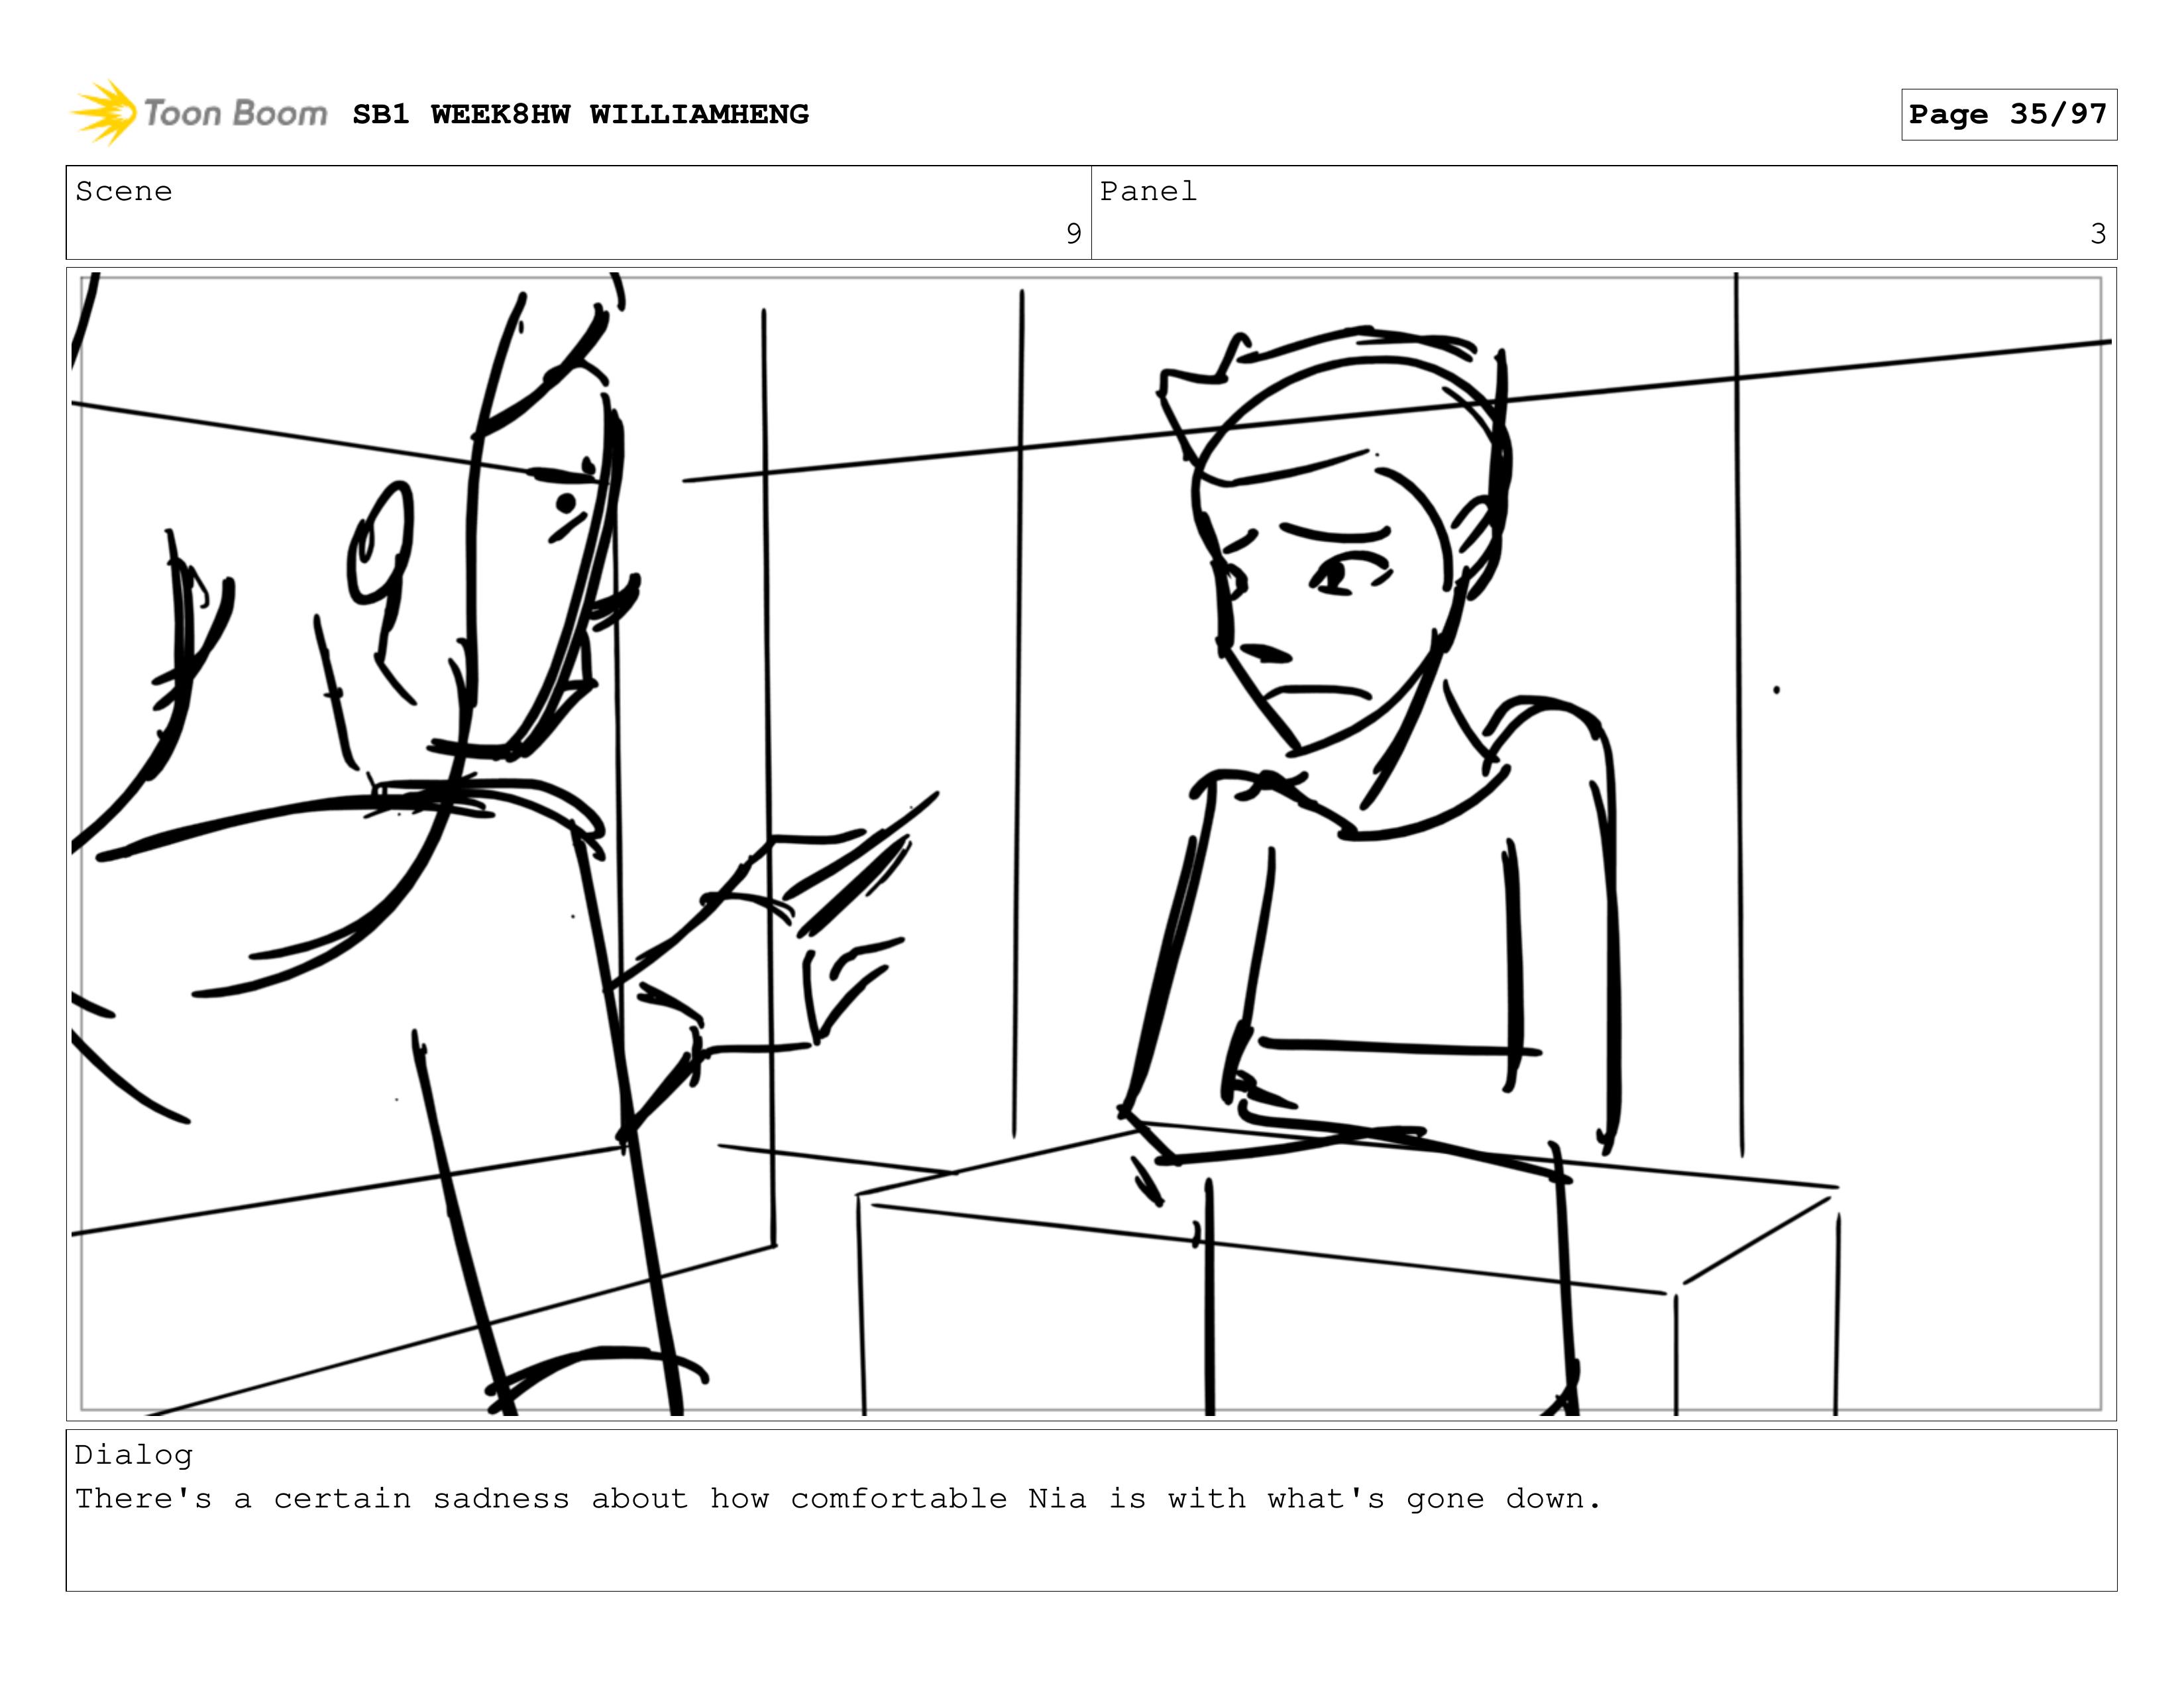 Toon Boom SB1 WEEK8HW WILLIAMHENG Page 35/97
Scene Panel
9 3
Dialog
There's a certain sadness about how comfortable Nia is with what's gone down.